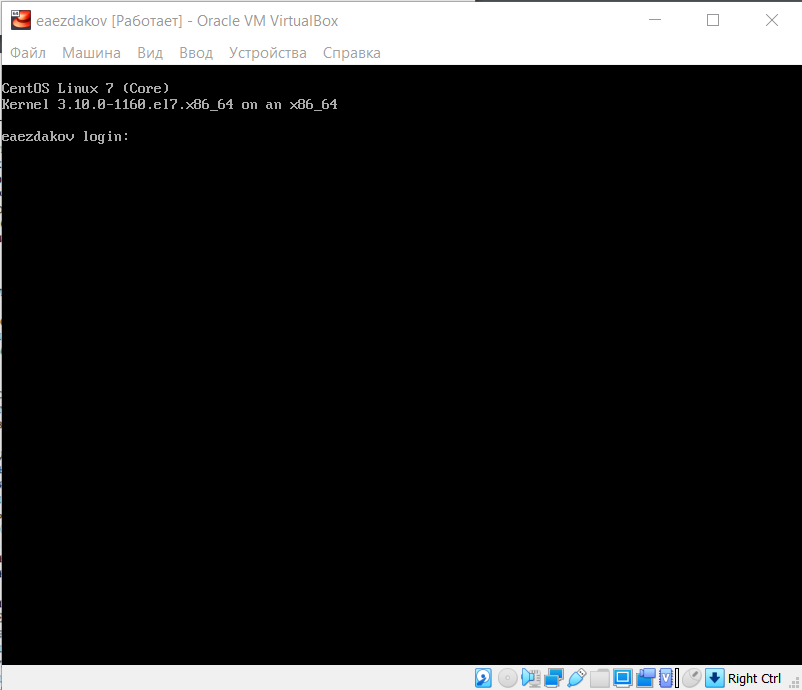 eaezdakov [Работает] - Oracle VM VirtualBox
Файл Машина Вид Ввод Устройства Справка
CentOS Linux 7 (Core)
Kernel 3.10.0-1160.el7.x86_64 on an x86_64
eaezdakov login:
Right Ctrl